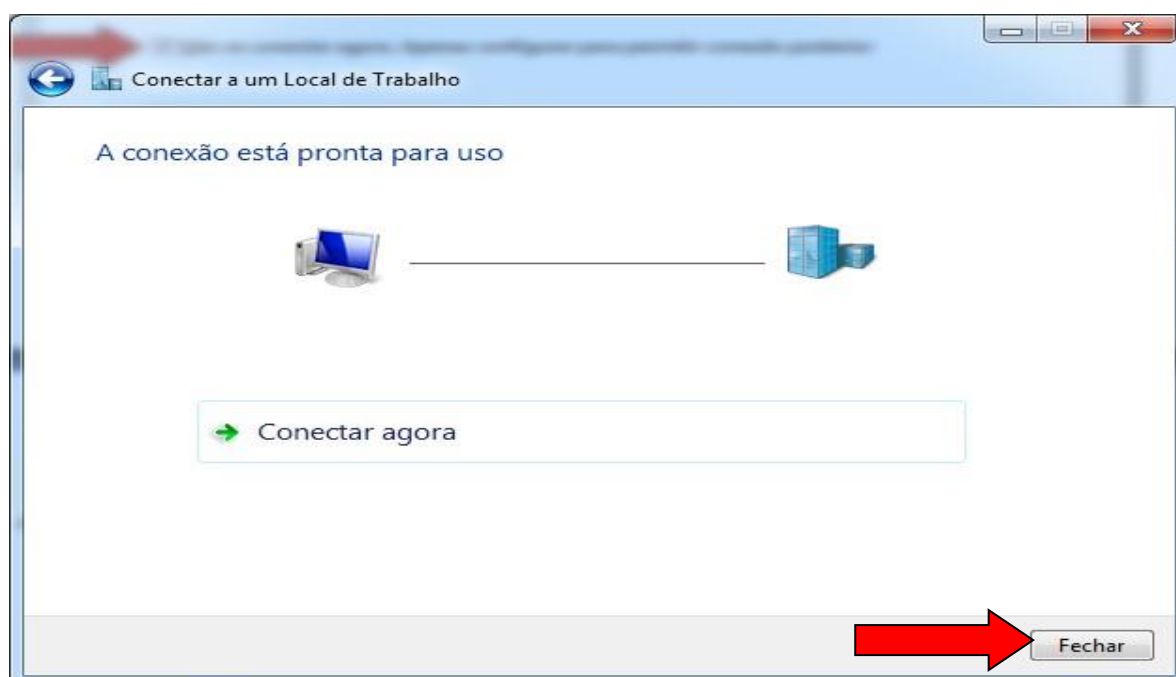 Conectar a um Local de Trabalho
A conexão está pronta para uso
Conectar agora
Fechar